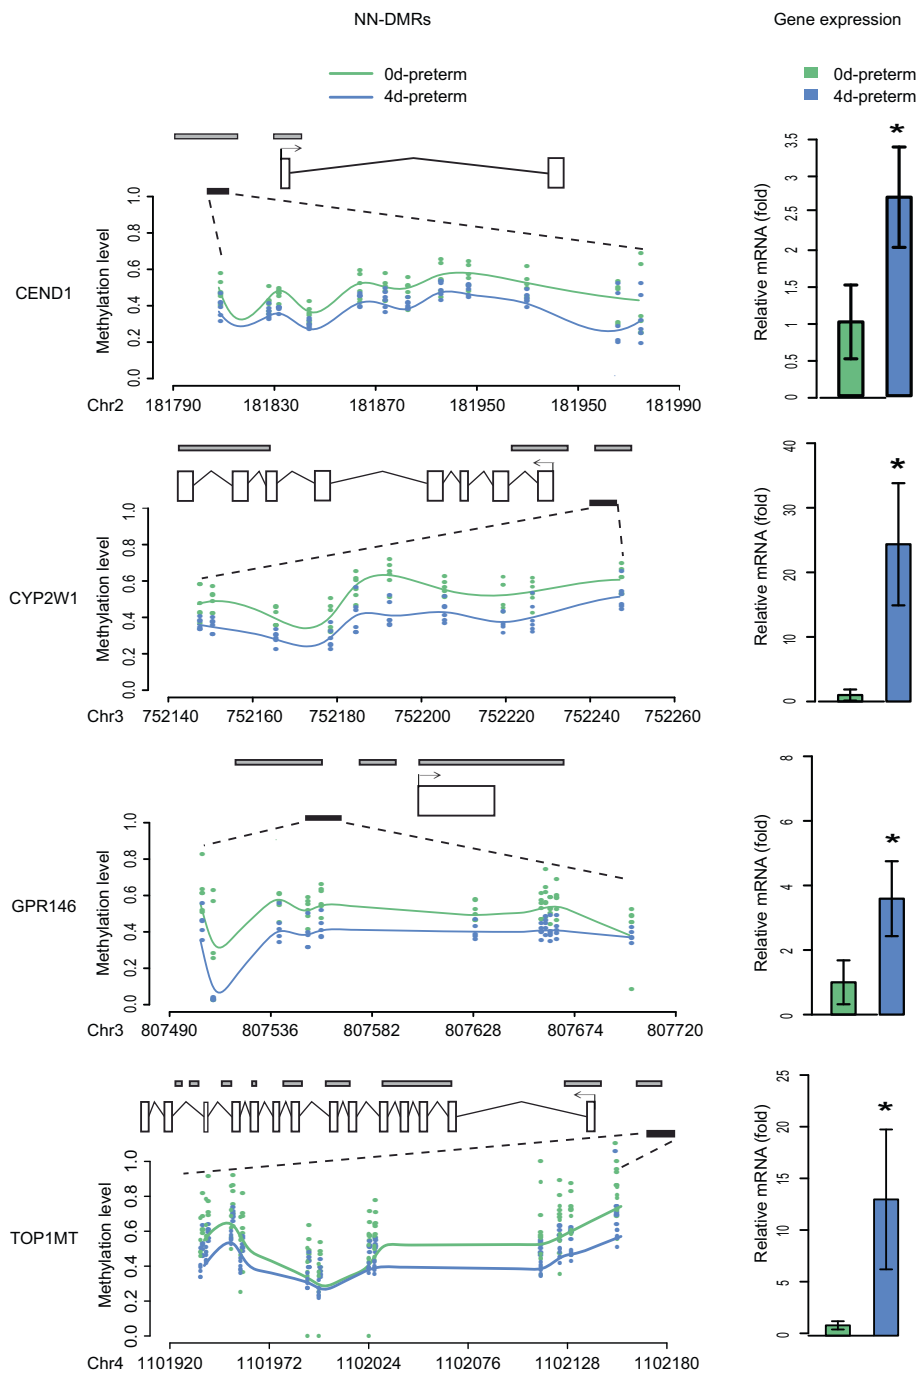 NN-DMRs Gene expression
0d-preterm 0d-preterm
4d-preterm 4d-preterm
CEND1
Methylation level
0.0 0.2 0.4 0.6 0.8 1.0
Chr2 181790 181830 181870 181950 181950 181990
Relative mRNA (fold)
0 0.5 1 1.5 2 2.5 3 3.5
*
CYP2W1
Methylation level
0.0 0.2 0.4 0.6 0.8 1.0
Chr3 752140 752160 752180 752200 752220 752240 752260
Relative mRNA (fold)
0 10 20 30 40
*
GPR146
Methylation level
0.0 0.2 0.4 0.6 0.8 1.0
Chr3 807490 807536 807582 807628 807674 807720
Relative mRNA (fold)
0 2 4 6 8
*
TOP1MT
Methylation level
0.0 0.2 0.4 0.6 0.8 1.0
Chr4 1101920 1101972 1102024 1102076 1102128 1102180
Relative mRNA (fold)
0 5 10 15 20 25
*